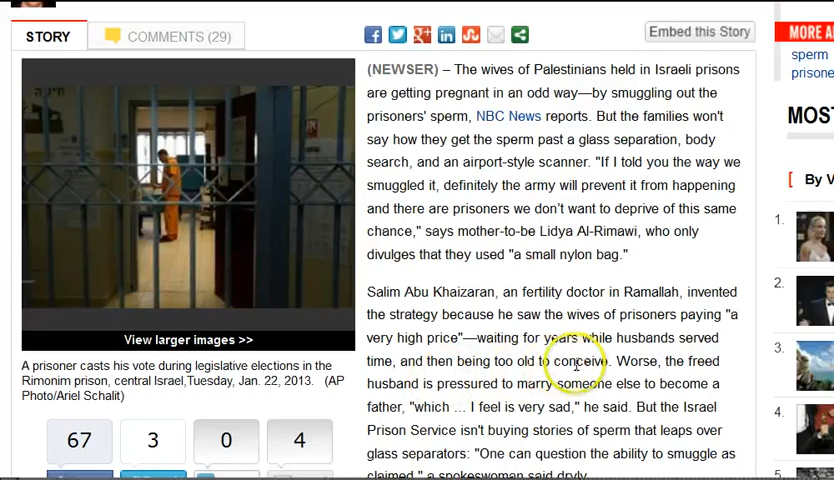 STORY
COMMENTS (29)
Embed this Story
MORE
sperm
(NEWSER) – The wives of Palestinians held in Israeli prisons
are getting pregnant in an odd way—by smuggling out the
prisoners' sperm, NBC News reports. But the families won't
say how they get the sperm past a glass separation, body
search, and an airport-style scanner. "If I told you the way we
smuggled it, definitely the army will prevent it from happening
and there are prisoners we don't want to deprive of this same
chance," says mother-to-be Lidya Al-Rimawi, who only
divulges that they used "a small nylon bag."
Salim Abu Khaizaran, an fertility doctor in Ramallah, invented
the strategy because he saw the wives of prisoners paying "a
very high price"—waiting for years while husbands served
time, and then being too old to conceive. Worse, the freed
husband is pressured to marry someone else to become a
father, "which ... I feel is very sad," he said. But the Israel
Prison Service isn't buying stories of sperm that leaps over
glass separators: "One can question the ability to smuggle as
claimed," a spokeswoman said dryly.
View larger images >>
A prisoner casts his vote during legislative elections in the
Rimonim prison, central Israel,Tuesday, Jan. 22, 2013. (AP
Photo/Ariel Schalit)
67
3
0
4
By
1.
2.
3.
4.
5.